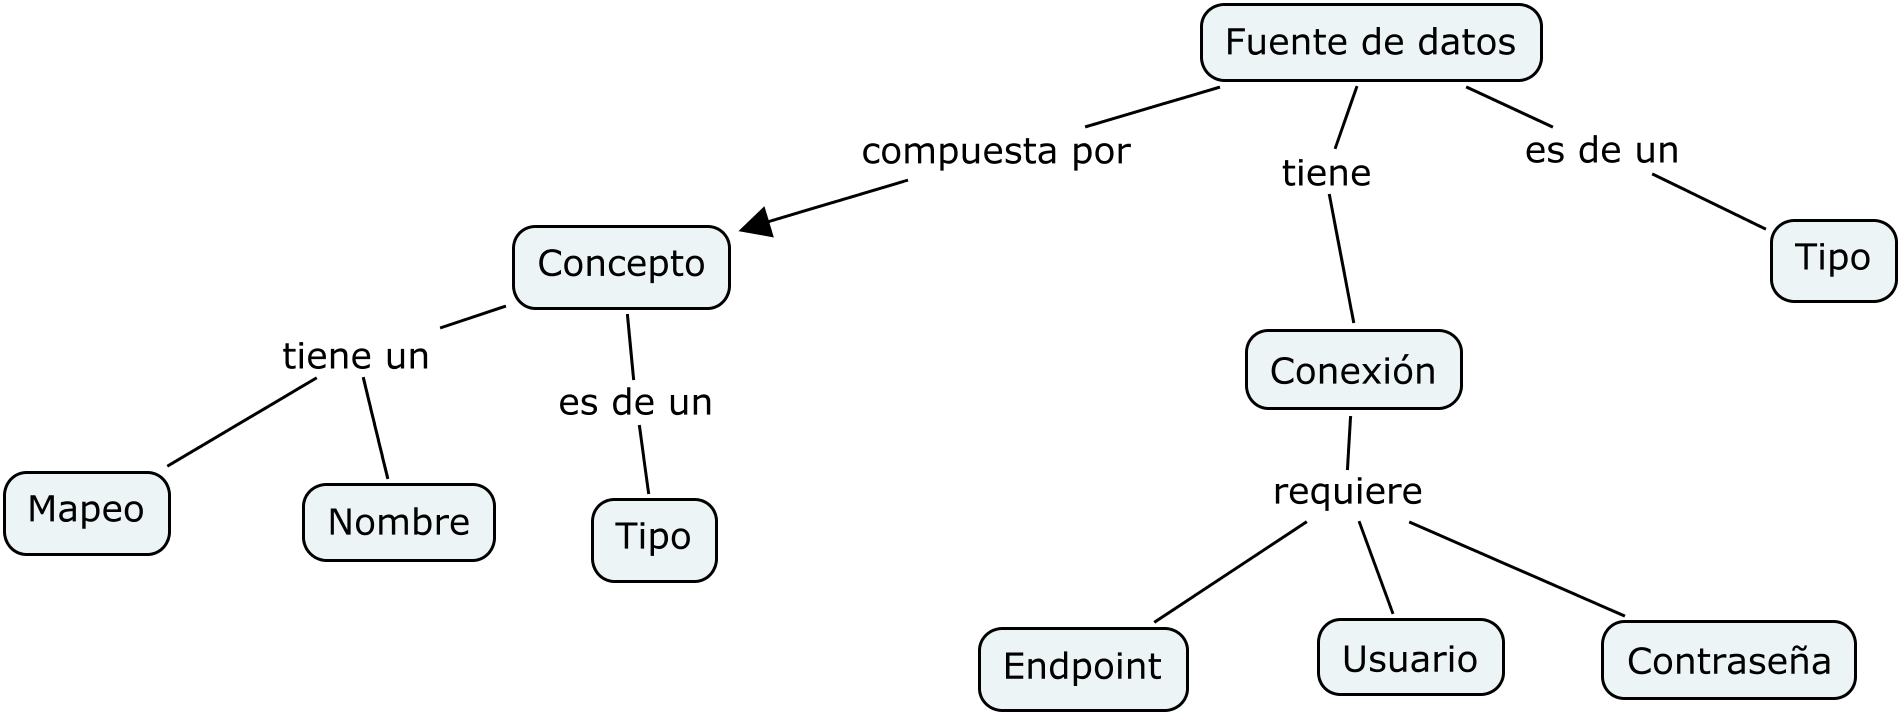 Fuente de datos
compuesta por
tiene
es de un
Concepto
Tipo
tiene un
es de un
Conexión
Mapeo
Nombre
Tipo
requiere
Endpoint
Usuario
Contraseña